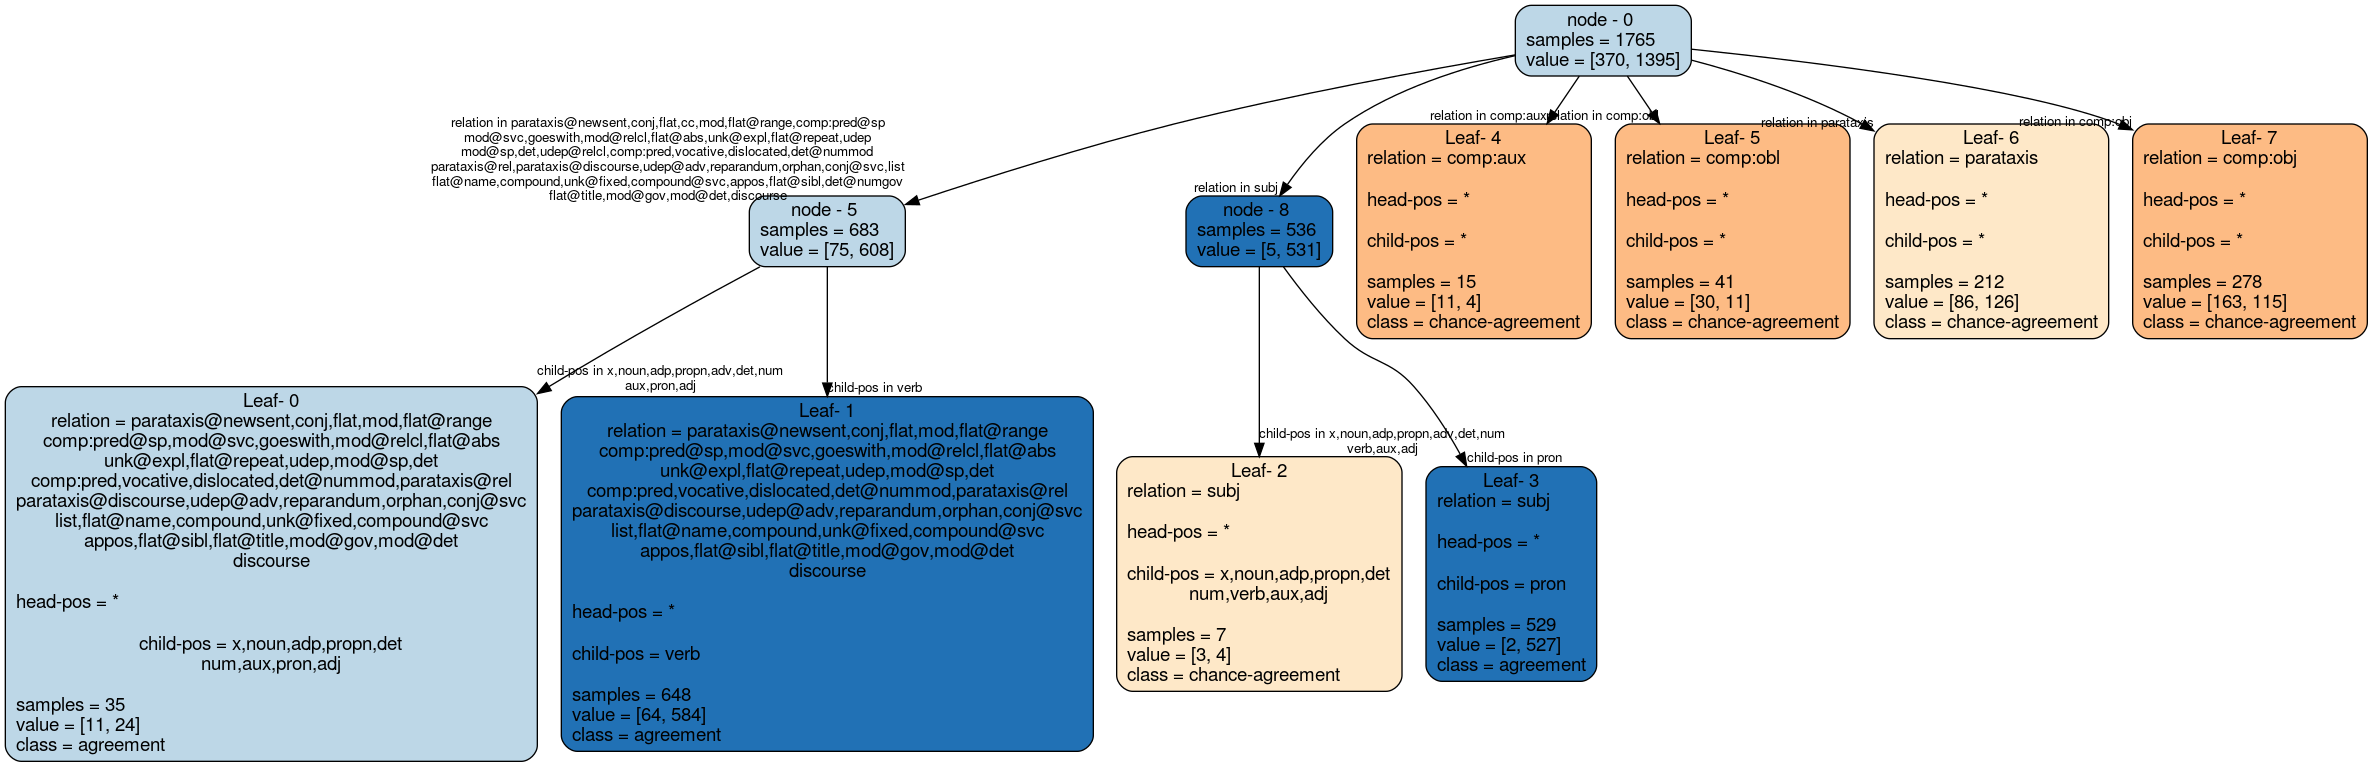 node - 0
samples = 1765
value = [370, 1395]
relation in parataxis@newsent,conj,flat,cc,mod,flat@range,comp:pred@sp
mod@svc,goeswith,mod@relcl,flat@abs,unk@expl,flat@repeat,udep
mod@sp,det,udep@relcl,comp:pred,vocative,dislocated,det@nummod
parataxis@rel,parataxis@discourse,udep@adv,reparandum,orphan,conj@svc,list
flat@name,compound,unk@fixed,compound@svc,appos,flat@sibl,det@numgov
flat@title,mod@gov,mod@det,discourse
relation in subj
relation in comp:aux
relation in comp:obl
relation in parataxis
relation in comp:obj
node - 5
samples = 683
value = [75, 608]
node - 8
samples = 536
value = [5, 531]
Leaf- 4
relation = comp:aux
head-pos = *
child-pos = *
samples = 15
value = [11, 4]
class = chance-agreement
Leaf- 5
relation = comp:obl
head-pos = *
child-pos = *
samples = 41
value = [30, 11]
class = chance-agreement
Leaf- 6
relation = parataxis
head-pos = *
child-pos = *
samples = 212
value = [86, 126]
class = chance-agreement
Leaf- 7
relation = comp:obj
head-pos = *
child-pos = *
samples = 278
value = [163, 115]
class = chance-agreement
child-pos in x,noun,adp,propn,adv,det,num
aux,pron,adj
child-pos in verb
child-pos in x,noun,adp,propn,adv,det,num
verb,aux,adj
child-pos in pron
Leaf- 0
relation = parataxis@newsent,conj,flat,mod,flat@range
comp:pred@sp,mod@svc,goeswith,mod@relcl,flat@abs
unk@expl,flat@repeat,udep,mod@sp,det
comp:pred,vocative,dislocated,det@nummod,parataxis@rel
parataxis@discourse,udep@adv,reparandum,orphan,conj@svc
list,flat@name,compound,unk@fixed,compound@svc
appos,flat@sibl,flat@title,mod@gov,mod@det
discourse
head-pos = *
child-pos = x,noun,adp,propn,det
num,aux,pron,adj
samples = 35
value = [11, 24]
class = agreement
Leaf- 1
relation = parataxis@newsent,conj,flat,mod,flat@range
comp:pred@sp,mod@svc,goeswith,mod@relcl,flat@abs
unk@expl,flat@repeat,udep,mod@sp,det
comp:pred,vocative,dislocated,det@nummod,parataxis@rel
parataxis@discourse,udep@adv,reparandum,orphan,conj@svc
list,flat@name,compound,unk@fixed,compound@svc
appos,flat@sibl,flat@title,mod@gov,mod@det
discourse
head-pos = *
child-pos = verb
samples = 648
value = [64, 584]
class = agreement
Leaf- 2
relation = subj
head-pos = *
child-pos = x,noun,adp,propn,det
num,verb,aux,adj
samples = 7
value = [3, 4]
class = chance-agreement
Leaf- 3
relation = subj
head-pos = *
child-pos = pron
samples = 529
value = [2, 527]
class = agreement